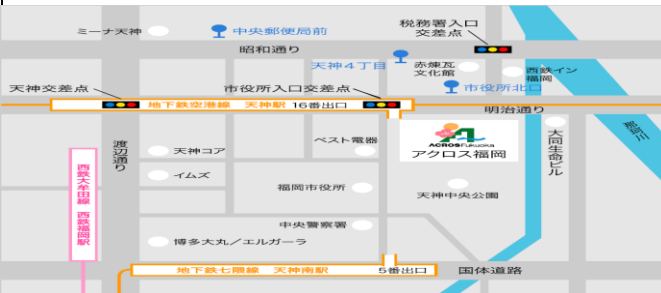 ミーナ天神
中央郵便局前
税務署入口
交差点
昭和通り
天神4丁目
赤煉瓦
文化館
西鉄イン
福岡
天神交差点
市役所入口交差点
市役所北口
地下鉄空港線 天神駅 16番出口
明治通り
那珂川
渡辺通り
天神コア
ベスト電器
ACROS Fukuoka
アクロス福岡
大同生命ビル
西鉄大牟田線 西鉄福岡駅
イムズ
福岡市役所
天神中央公園
中央警察署
博多大丸/エルガーラ
地下鉄七隈線 天神南駅
5番出口
国体道路